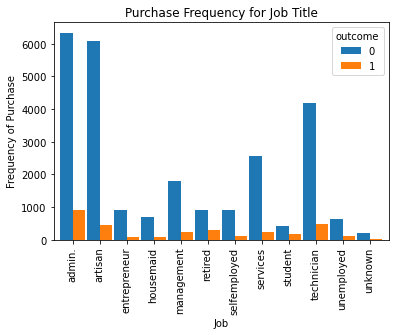 Purchase Frequency for Job Title
outcome
0
1
Frequency of Purchase
6000
5000
4000
3000
2000
1000
0
admin.
artisan
entrepreneur
housemaid
management
retired
selfemployed
services
student
technician
unemployed
unknown
Job